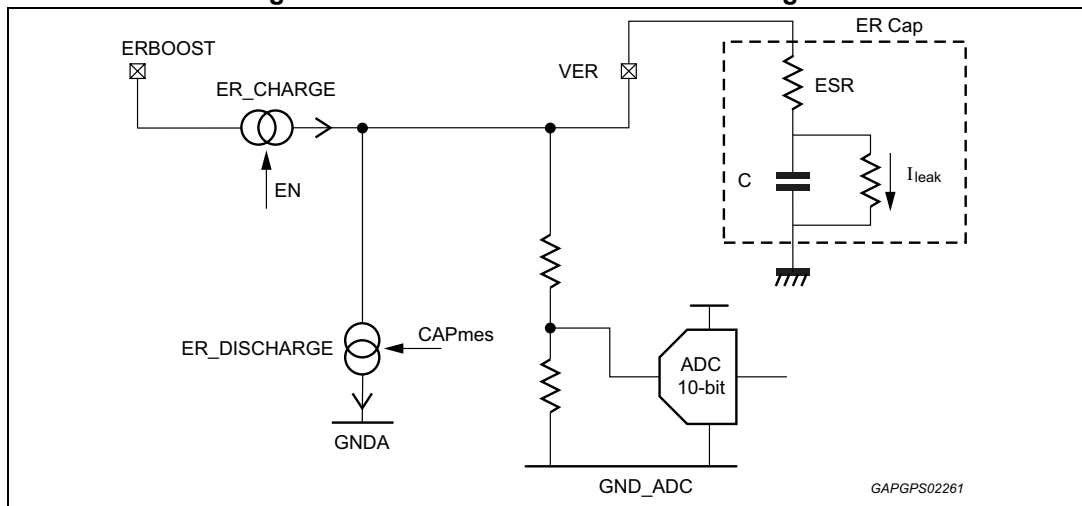 ERBOOST
ER_CHARGE
EN
VER
ER Cap
ESR
C
Ileak
ER_DISCHARGE
CAPmes
GNDA
ADC
10-bit
GND_ADC
GAPGPS02261